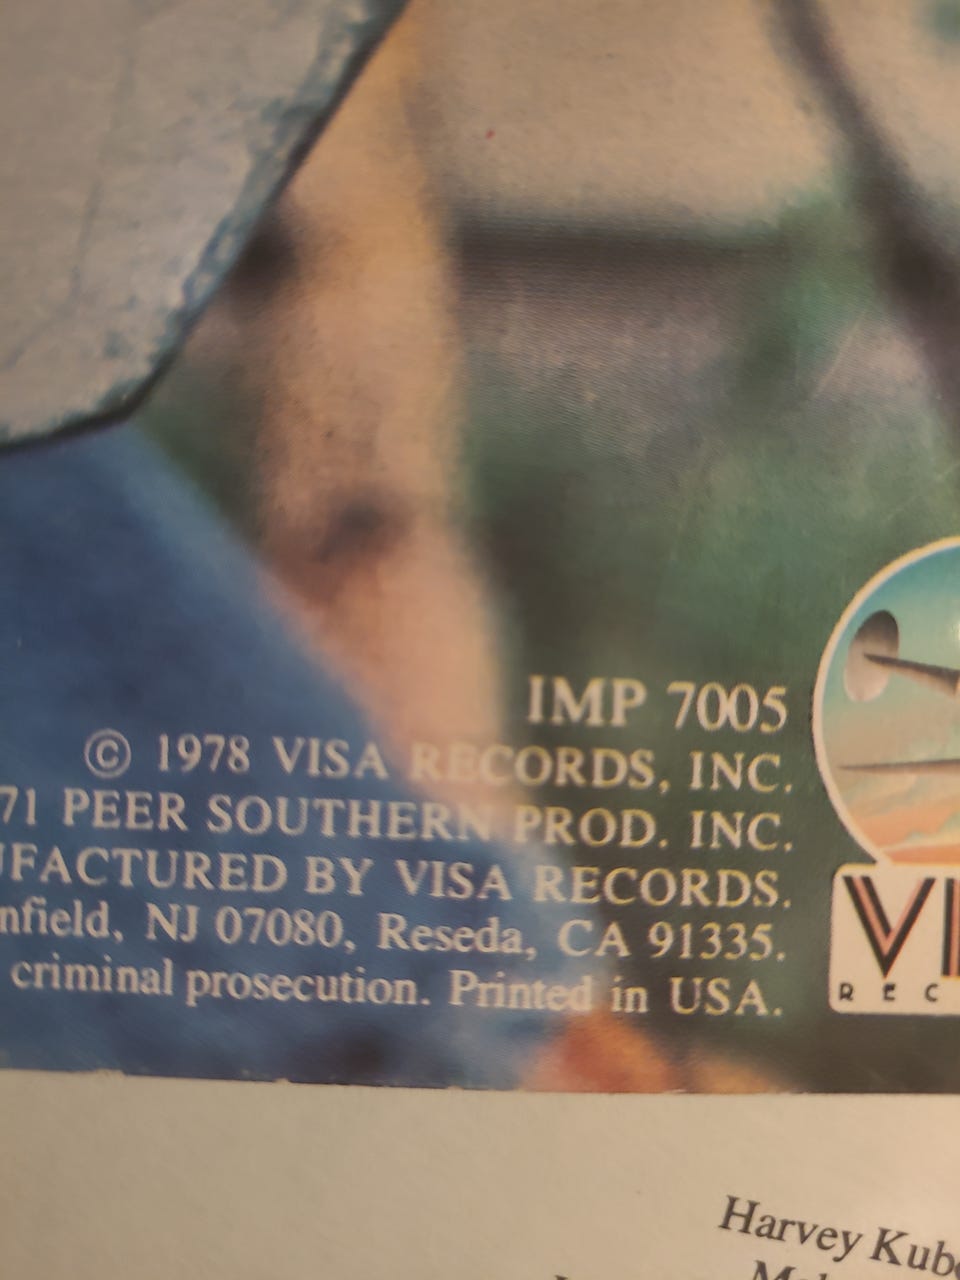 IMP 7005
© 1978 VISA RECORDS, INC.
71 PEER SOUTHERN PROD. INC.
UFACTURED BY VISA RECORDS.
nfield, NJ 07080, Reseda, CA 91335.
criminal prosecution. Printed in USA.
VI
REC
Harvey Kub